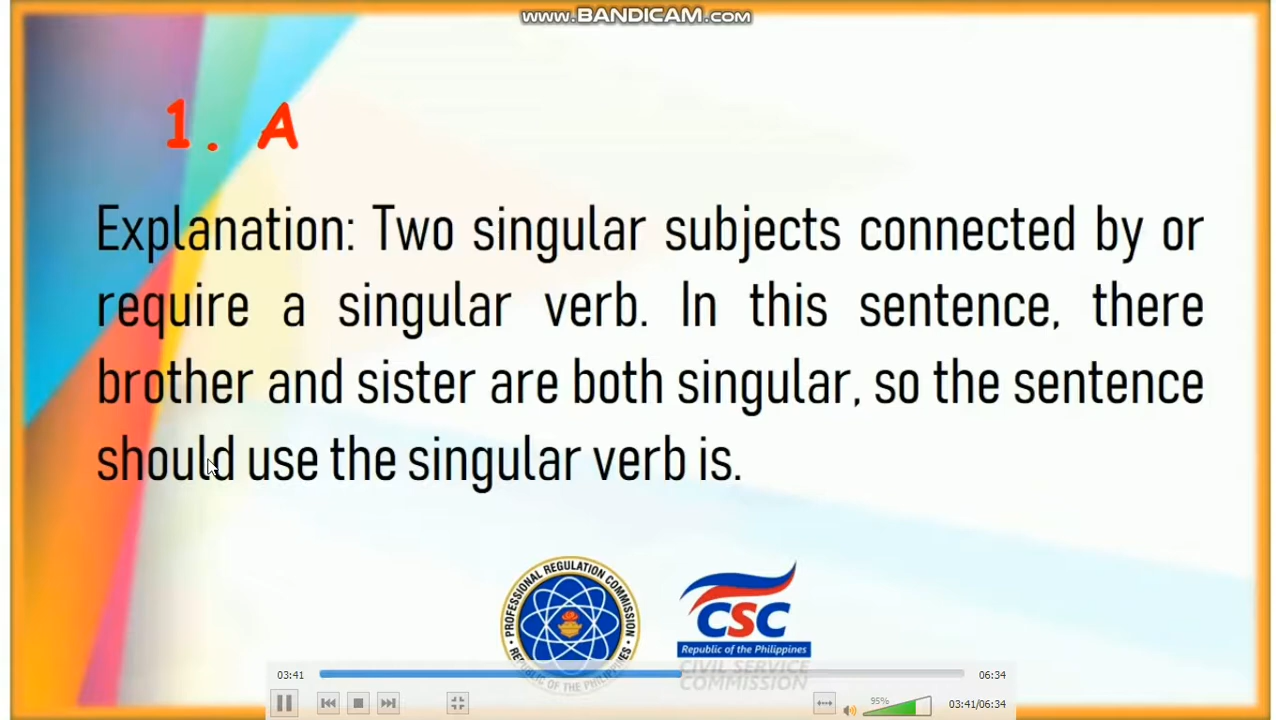 www.BANDICAM.com
1. A
Explanation: Two singular subjects connected by or
require a singular verb. In this sentence, there
brother and sister are both singular, so the sentence
should use the singular verb is.
PROFESSIONAL REGULATION COMMISSION
REPUBLIC OF THE PHILIPPINES
CSC
Republic of the Philippines
CIVIL SERVICE
COMMISSION
03:41
06:34
95%
03:41/06:34